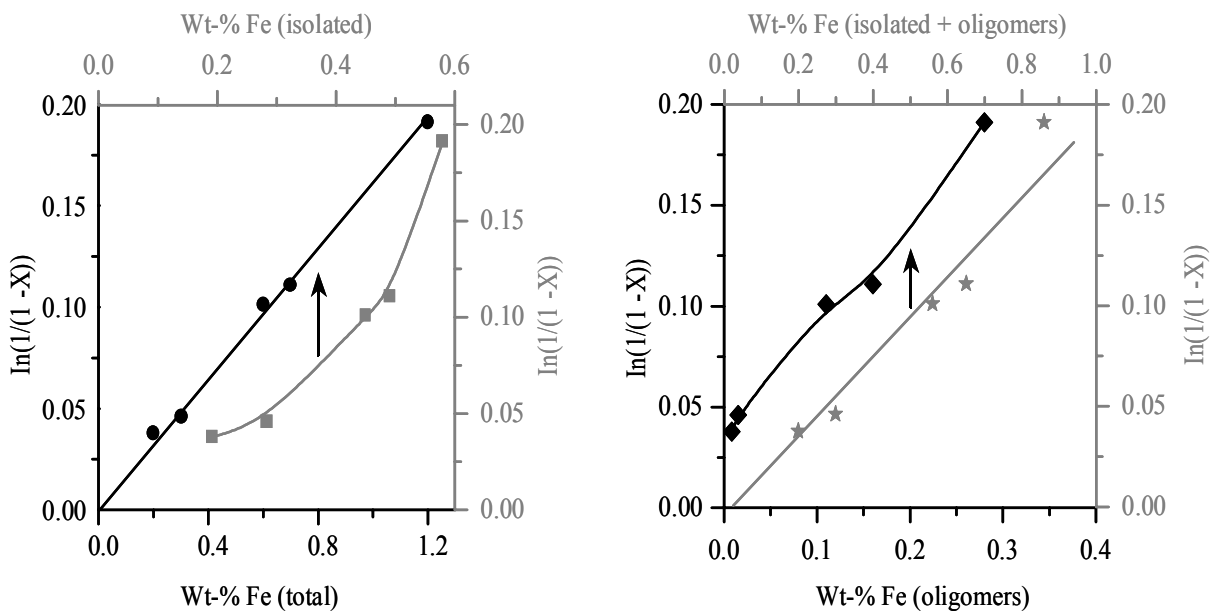 Wt-% Fe (isolated)
0.0 0.2 0.4 0.6
0.20
0.15
0.10
0.05
0.00
ln(1/(1 -X))
0.20
0.15
0.10
0.05
0.00
ln(1/(1 -X))
0.0 0.4 0.8 1.2
Wt-% Fe (total)
Wt-% Fe (isolated + oligomers)
0.0 0.2 0.4 0.6 0.8 1.0
0.20
0.15
0.10
0.05
0.00
ln(1/(1 -X))
0.20
0.15
0.10
0.05
0.00
ln(1/(1 -X))
0.0 0.1 0.2 0.3 0.4
Wt-% Fe (oligomers)